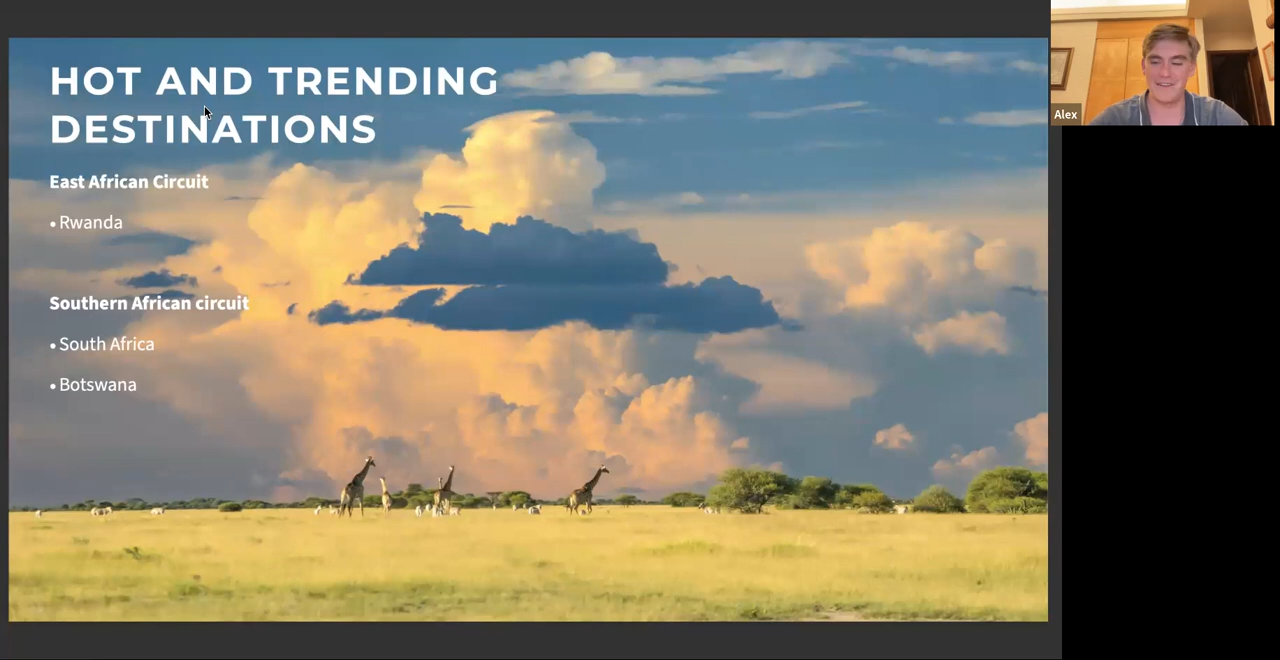 HOT AND TRENDING
DESTINATIONS
East African Circuit
• Rwanda
Southern African circuit
• South Africa
• Botswana
Alex